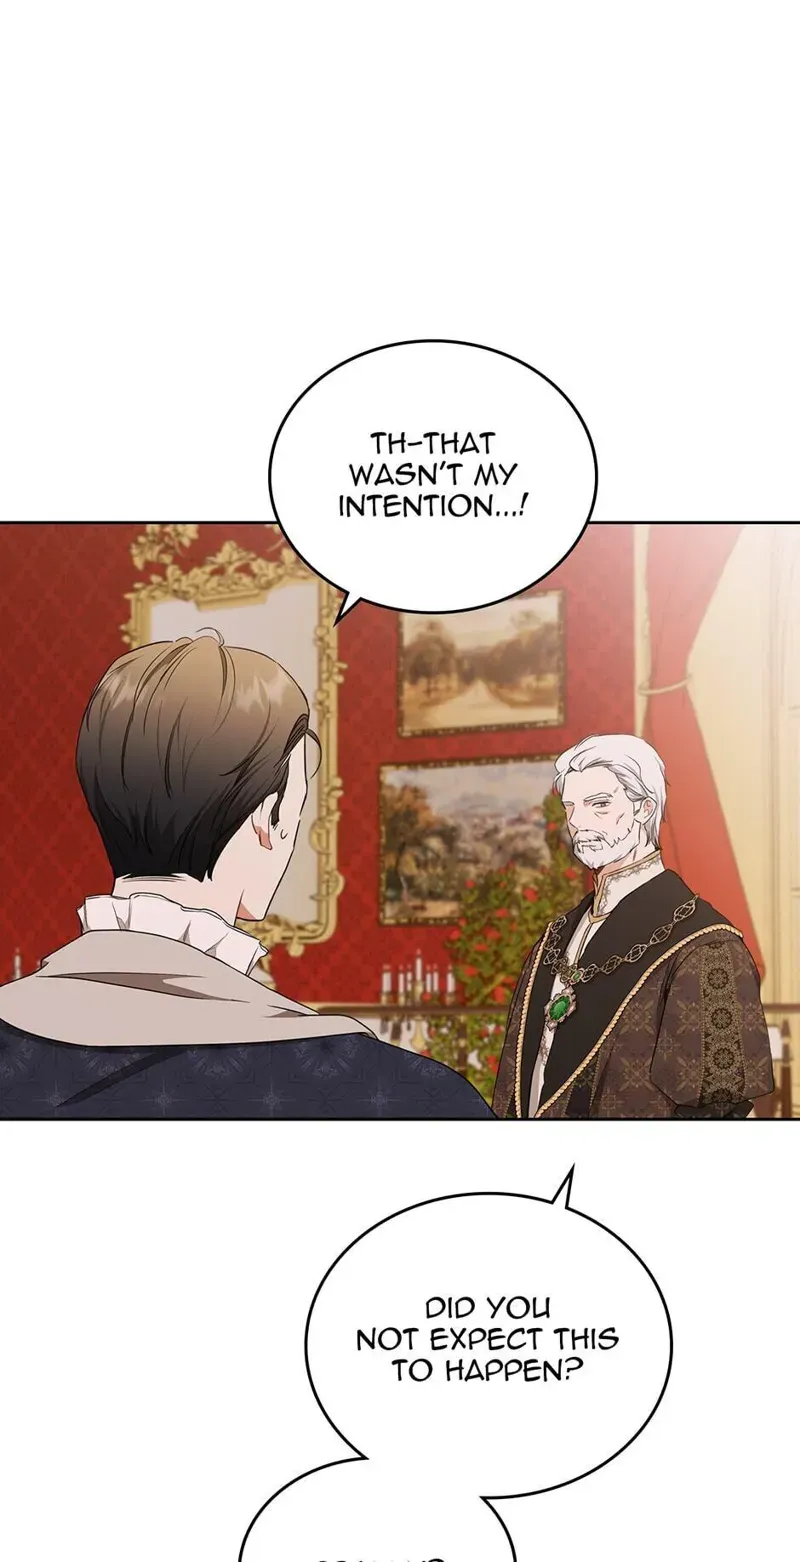 TH-THAT
WASN'T MY
INTENTION...!
DID YOU
NOT EXPECT THIS
TO HAPPEN?